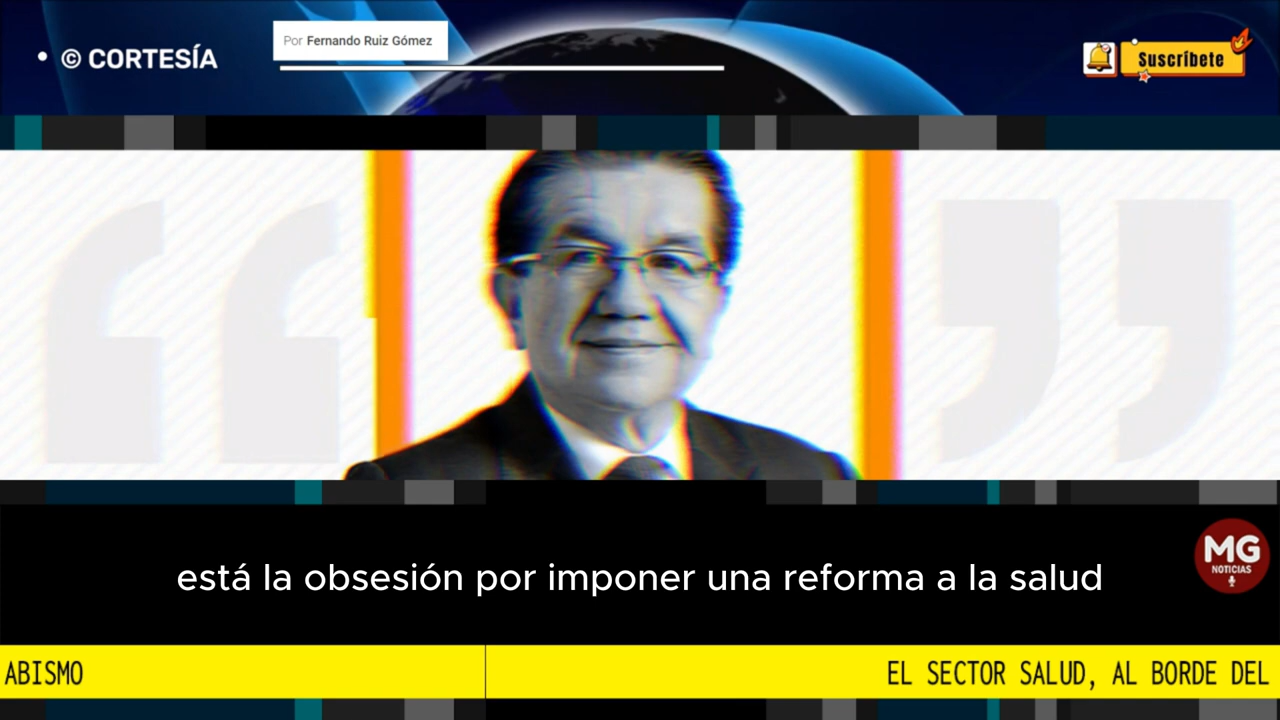 © CORTESÍA
Por Fernando Ruiz Gómez
Suscríbete
está la obsesión por imponer una reforma a la salud
MG
NOTICIAS
ABISMO
EL SECTOR SALUD, AL BORDE DEL